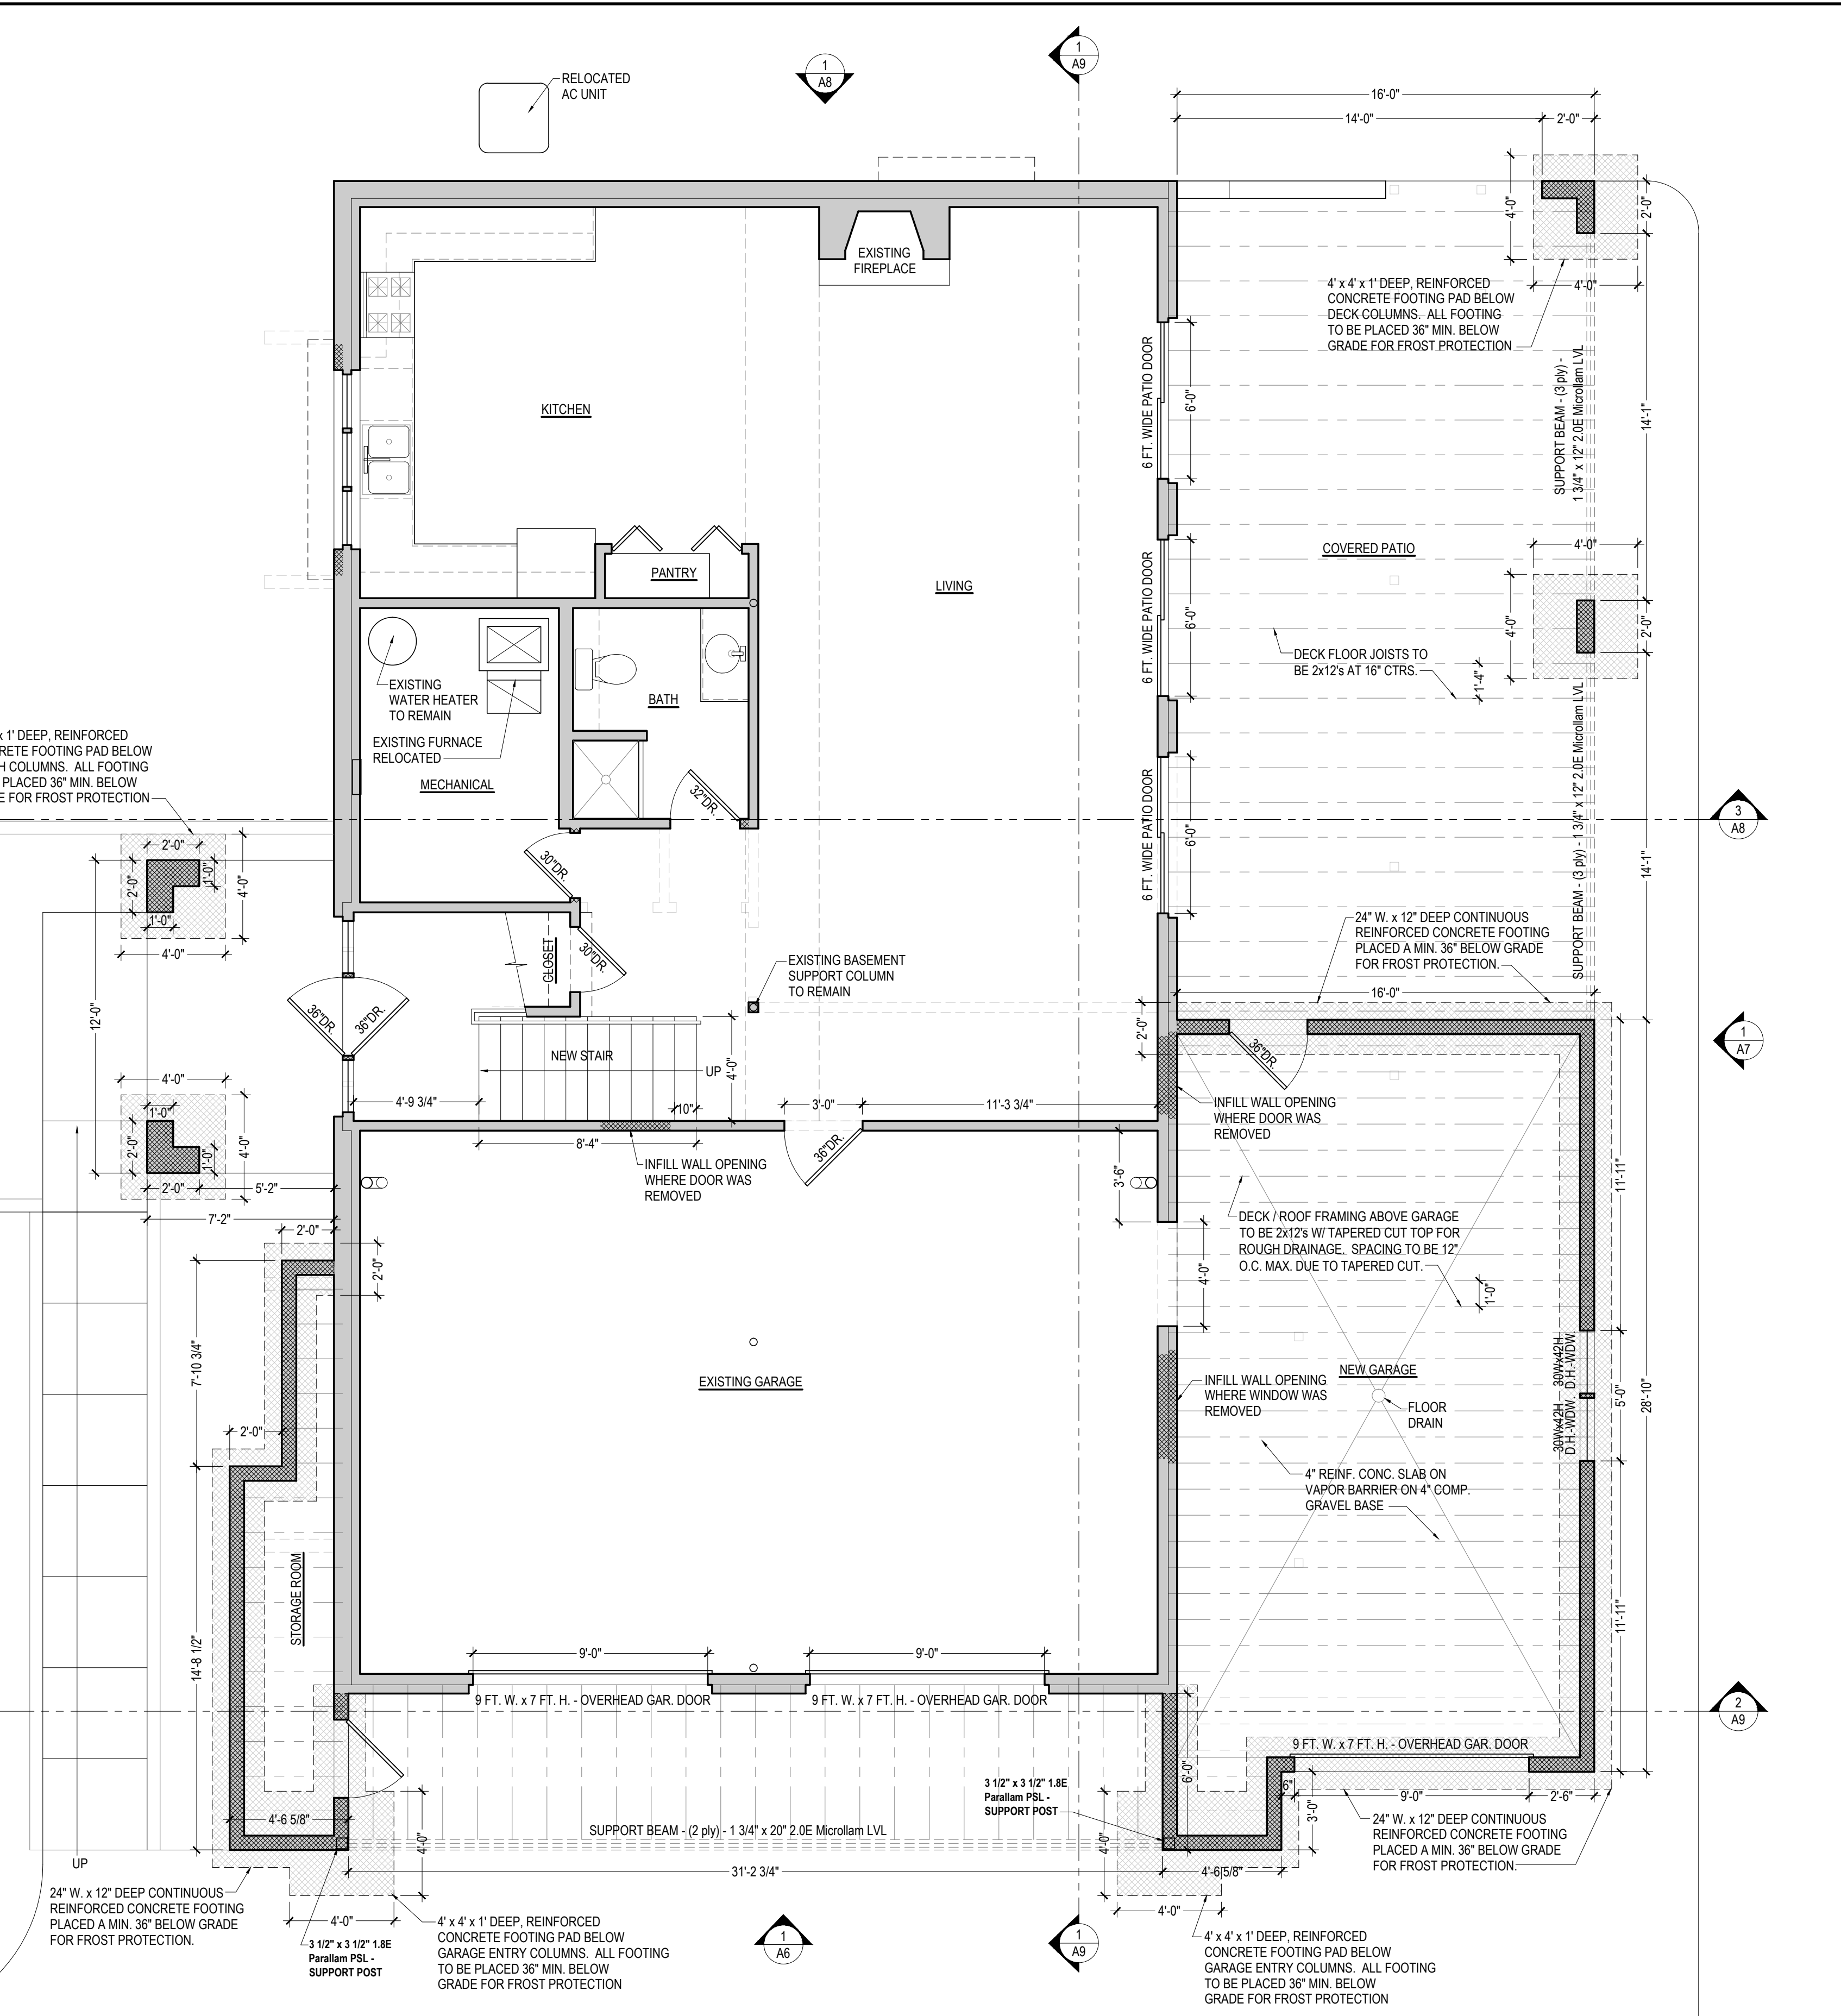 RELOCATED
AC UNIT
1
A8
1
A9
16'-0"
14'-0"
2'-0"
4'-0"
2'-0"
4'-0"
EXISTING
FIREPLACE
4' x 4' x 1' DEEP, REINFORCED
CONCRETE FOOTING PAD BELOW
DECK COLUMNS. ALL FOOTING
TO BE PLACED 36" MIN. BELOW
GRADE FOR FROST PROTECTION
6 FT. WIDE PATIO DOOR
6'-0"
SUPPORT BEAM - (3 ply) -
1 3/4" x 12" 2.0E Microllam LVL
14'-1"
KITCHEN
PANTRY
LIVING
COVERED PATIO
4'-0"
4'-0"
2'-0"
6 FT. WIDE PATIO DOOR
6'-0"
DECK FLOOR JOISTS TO
BE 2x12's AT 16" CTRS.
1'-4"
EXISTING
WATER HEATER
TO REMAIN
EXISTING FURNACE
RELOCATED
MECHANICAL
BATH
32"DR.
30"DR.
6 FT. WIDE PATIO DOOR
6'-0"
SUPPORT BEAM - (3 ply) - 1 3/4" x 12" 2.0E Microllam LVL
14'-1"
3
A8
x 1' DEEP, REINFORCED
RETE FOOTING PAD BELOW
H COLUMNS. ALL FOOTING
PLACED 36" MIN. BELOW
E FOR FROST PROTECTION
2'-0"
2'-0"
1'-0"
4'-0"
1'-0"
4'-0"
12'-0"
CLOSET
30"DR.
36"DR.
36"DR.
EXISTING BASEMENT
SUPPORT COLUMN
TO REMAIN
24" W. x 12" DEEP CONTINUOUS
REINFORCED CONCRETE FOOTING
PLACED A MIN. 36" BELOW GRADE
FOR FROST PROTECTION.
16'-0"
2'-0"
36"DR.
1
A7
NEW STAIR
UP
4'-0"
4'-9 3/4"
10"
8'-4"
3'-0"
11'-3 3/4"
36"DR.
INFILL WALL OPENING
WHERE DOOR WAS
REMOVED
INFILL WALL OPENING
WHERE DOOR WAS
REMOVED
4'-0"
1'-0"
2'-0"
1'-0"
4'-0"
2'-0"
5'-2"
7'-2"
2'-0"
2'-0"
3'-6"
4'-0"
DECK / ROOF FRAMING ABOVE GARAGE
TO BE 2x12's W/ TAPERED CUT TOP FOR
ROUGH DRAINAGE. SPACING TO BE 12"
O.C. MAX. DUE TO TAPERED CUT.
1'-0"
11'-11"
7'-10 3/4"
2'-0"
14'-8 1/2"
EXISTING GARAGE
INFILL WALL OPENING
WHERE WINDOW WAS
REMOVED
NEW GARAGE
FLOOR
DRAIN
30Wx42H
D.H.-WDW.
30Wx42H
D.H.-WDW.
5'-0"
28'-10"
4" REINF. CONC. SLAB ON
VAPOR BARRIER ON 4" COMP.
GRAVEL BASE
11'-11"
STORAGE ROOM
9'-0"
9'-0"
9 FT. W. x 7 FT. H. - OVERHEAD GAR. DOOR
9 FT. W. x 7 FT. H. - OVERHEAD GAR. DOOR
2
A9
9 FT. W. x 7 FT. H. - OVERHEAD GAR. DOOR
6'-0"
6"
9'-0"
2'-6"
3'-0"
3 1/2" x 3 1/2" 1.8E
Parallam PSL -
SUPPORT POST
4'-6 5/8"
SUPPORT BEAM - (2 ply) - 1 3/4" x 20" 2.0E Microllam LVL
4'-0"
4'-0"
31'-2 3/4"
4'-6 5/8"
24" W. x 12" DEEP CONTINUOUS
REINFORCED CONCRETE FOOTING
PLACED A MIN. 36" BELOW GRADE
FOR FROST PROTECTION.
UP
24" W. x 12" DEEP CONTINUOUS
REINFORCED CONCRETE FOOTING
PLACED A MIN. 36" BELOW GRADE
FOR FROST PROTECTION.
4'-0"
3 1/2" x 3 1/2" 1.8E
Parallam PSL -
SUPPORT POST
4' x 4' x 1' DEEP, REINFORCED
CONCRETE FOOTING PAD BELOW
GARAGE ENTRY COLUMNS. ALL FOOTING
TO BE PLACED 36" MIN. BELOW
GRADE FOR FROST PROTECTION
1
A6
1
A9
4'-0"
4' x 4' x 1' DEEP, REINFORCED
CONCRETE FOOTING PAD BELOW
GARAGE ENTRY COLUMNS. ALL FOOTING
TO BE PLACED 36" MIN. BELOW
GRADE FOR FROST PROTECTION